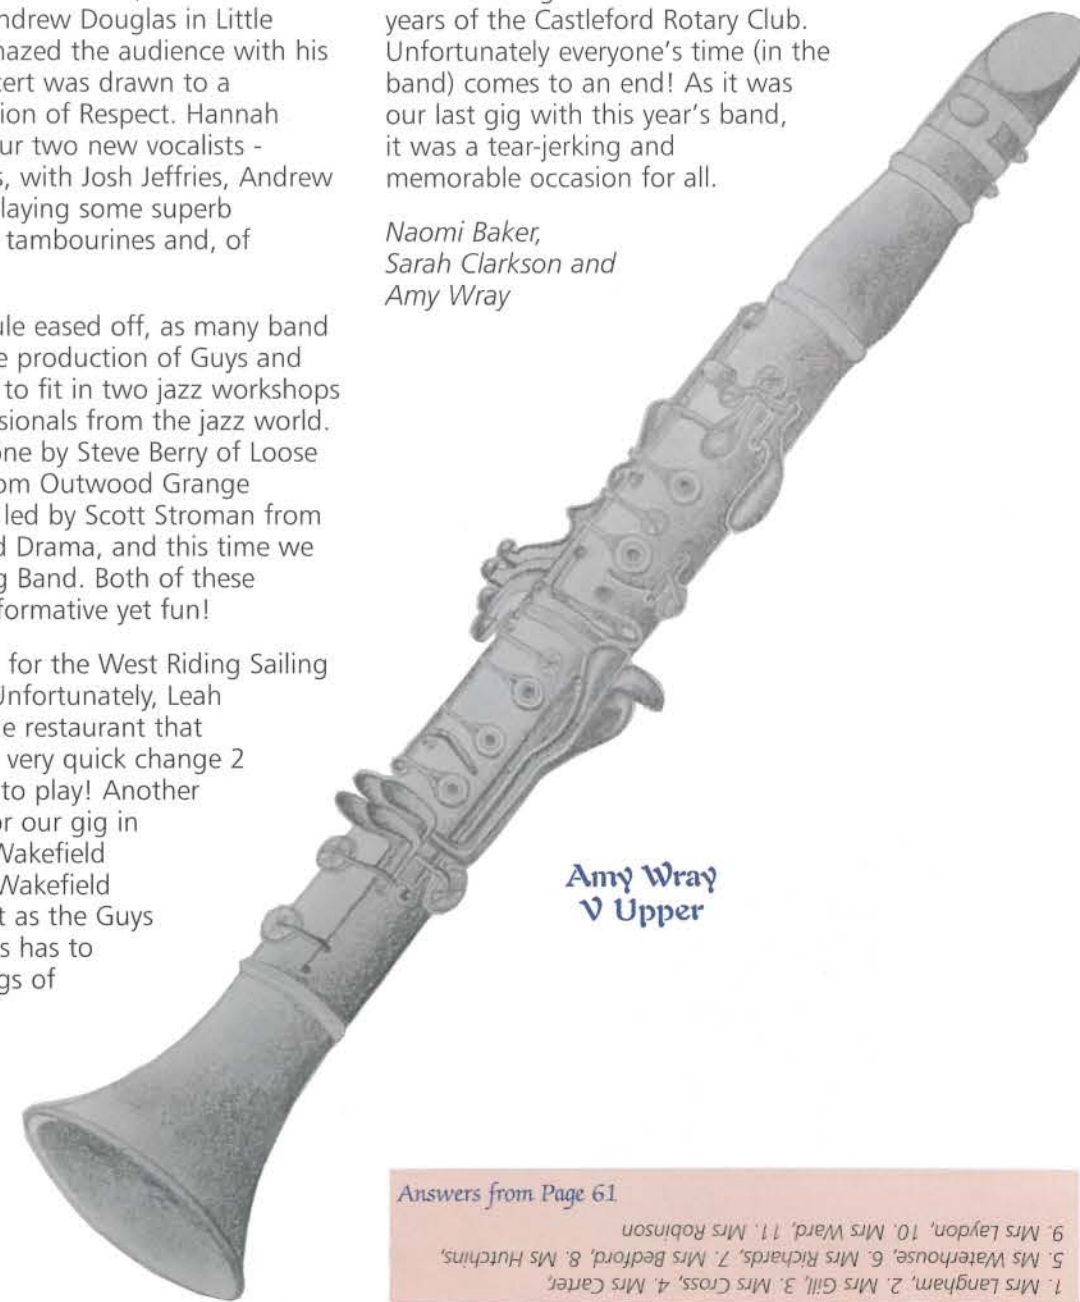 ndrew Douglas in Little
nazed the audience with his
cert was drawn to a
ion of Respect. Hannah
ur two new vocalists -
s, with Josh Jeffries, Andrew
laying some superb
tambourines and, of
ule eased off, as many band
e production of Guys and
to fit in two jazz workshops
sionals from the jazz world.
one by Steve Berry of Loose
om Outwood Grange
led by Scott Stroman from
d Drama, and this time we
g Band. Both of these
formative yet fun!
for the West Riding Sailing
Unfortunately, Leah
e restaurant that
very quick change 2
to play! Another
or our gig in
Wakefield
Wakefield
t as the Guys
s has to
gs of
years of the Castleford Rotary Club.
Unfortunately everyone's time (in the
band) comes to an end! As it was
our last gig with this year's band,
it was a tear-jerking and
memorable occasion for all.
Naomi Baker,
Sarah Clarkson and
Amy Wray
Amy Wray
V Upper
Answers from Page 61
1. Mrs Langham, 2. Mrs Gill, 3. Mrs Cross, 4. Mrs Carter,
5. Ms Waterhouse, 6. Mrs Richards, 7. Mrs Bedford, 8. Ms Hutchins,
9. Mrs Laydon, 10. Mrs Ward, 11. Mrs Robinson